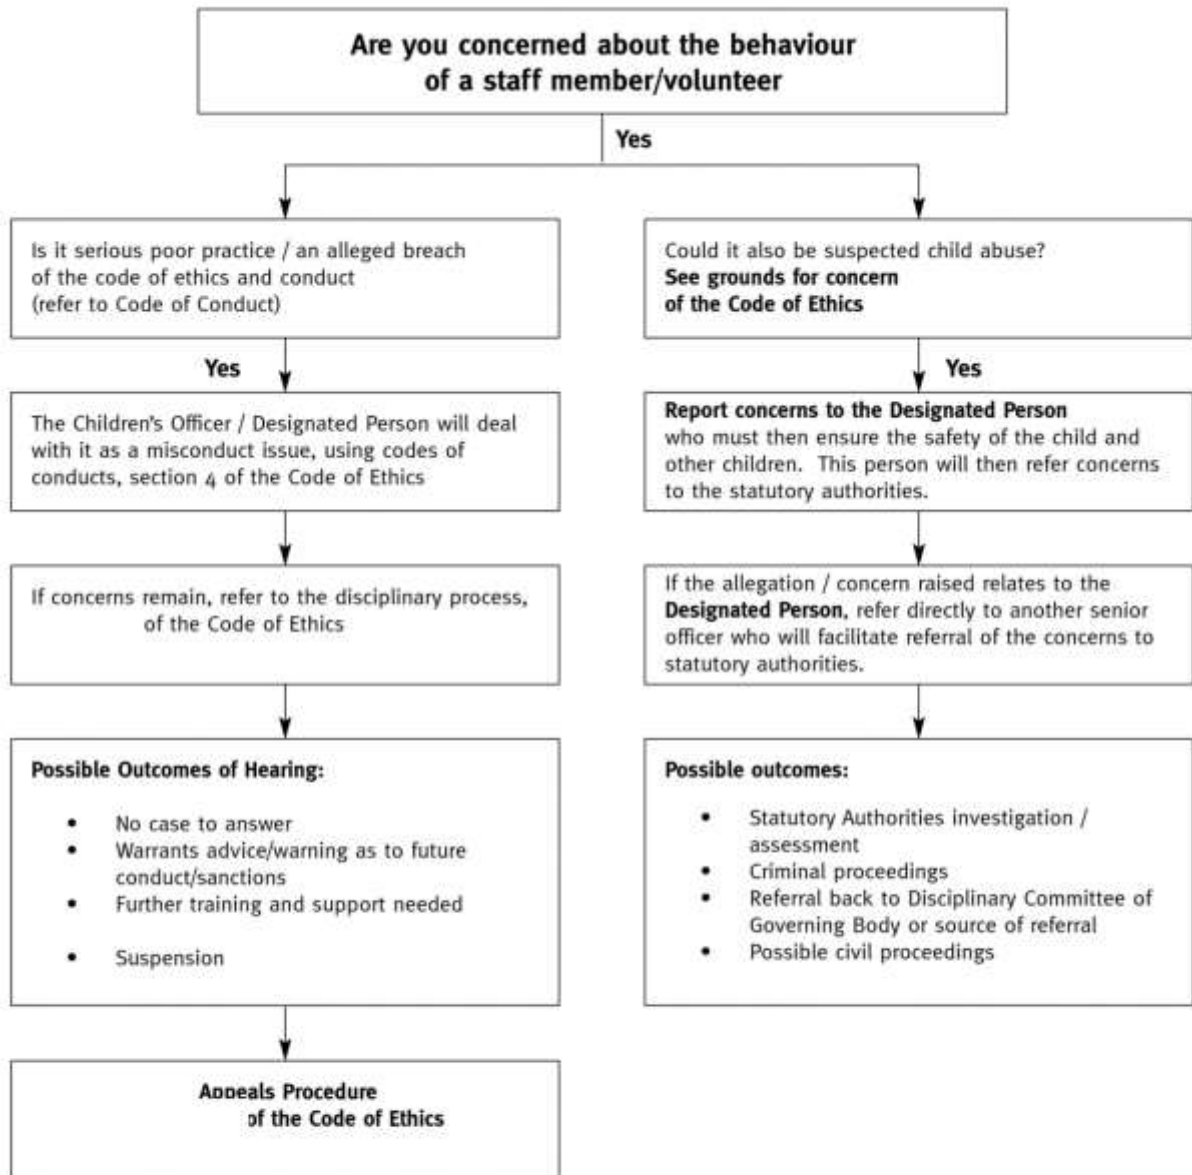 Are you concerned about the behaviour
of a staff member/volunteer
Yes
Is it serious poor practice / an alleged breach
of the code of ethics and conduct
(refer to Code of Conduct)
Yes
The Children's Officer / Designated Person will deal
with it as a misconduct issue, using codes of
conducts, section 4 of the Code of Ethics
If concerns remain, refer to the disciplinary process,
of the Code of Ethics
Possible Outcomes of Hearing:
• No case to answer
• Warrants advice/warning as to future
conduct/sanctions
• Further training and support needed
• Suspension
Appeals Procedure
of the Code of Ethics
Could it also be suspected child abuse?
See grounds for concern
of the Code of Ethics
Yes
Report concerns to the Designated Person
who must then ensure the safety of the child and
other children. This person will then refer concerns
to the statutory authorities.
If the allegation / concern raised relates to the
Designated Person, refer directly to another senior
officer who will facilitate referral of the concerns to
statutory authorities.
Possible outcomes:
• Statutory Authorities investigation /
assessment
• Criminal proceedings
• Referral back to Disciplinary Committee of
Governing Body or source of referral
• Possible civil proceedings